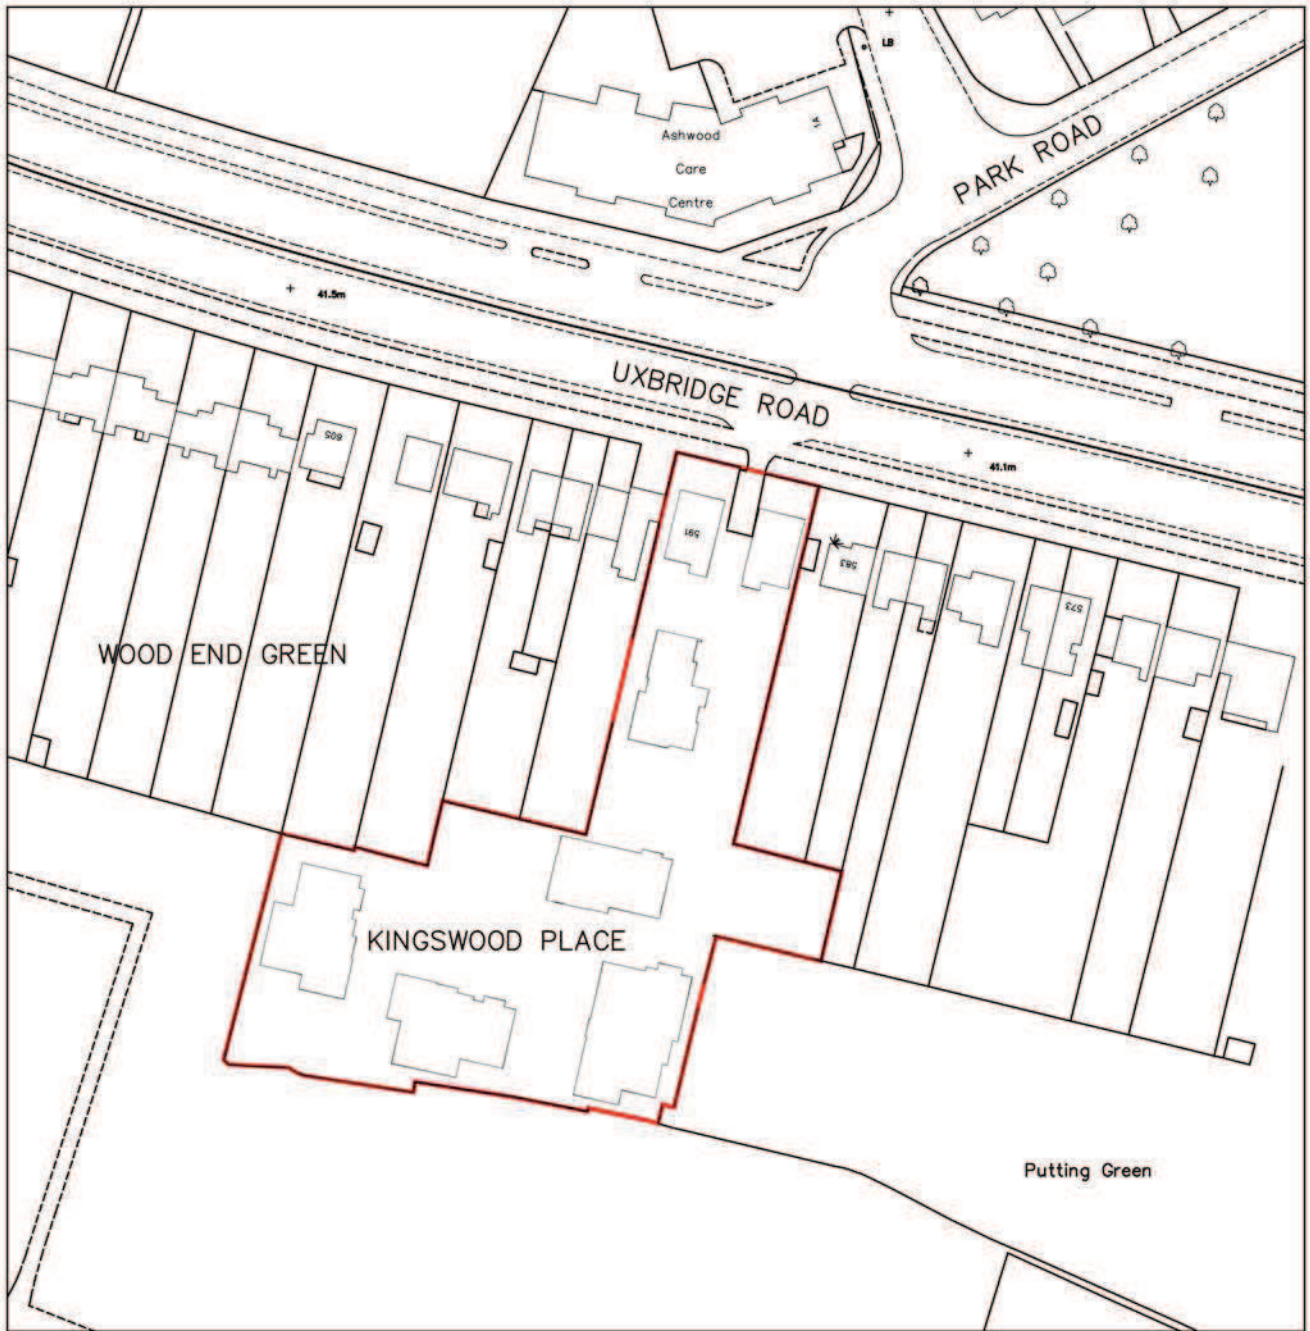 LB
Ashwood
1A
Care
Centre
PARK ROAD
41.5m
UXBRIDGE ROAD
605
41.1m
591
583
573
WOOD END GREEN
KINGSWOOD PLACE
Putting Green